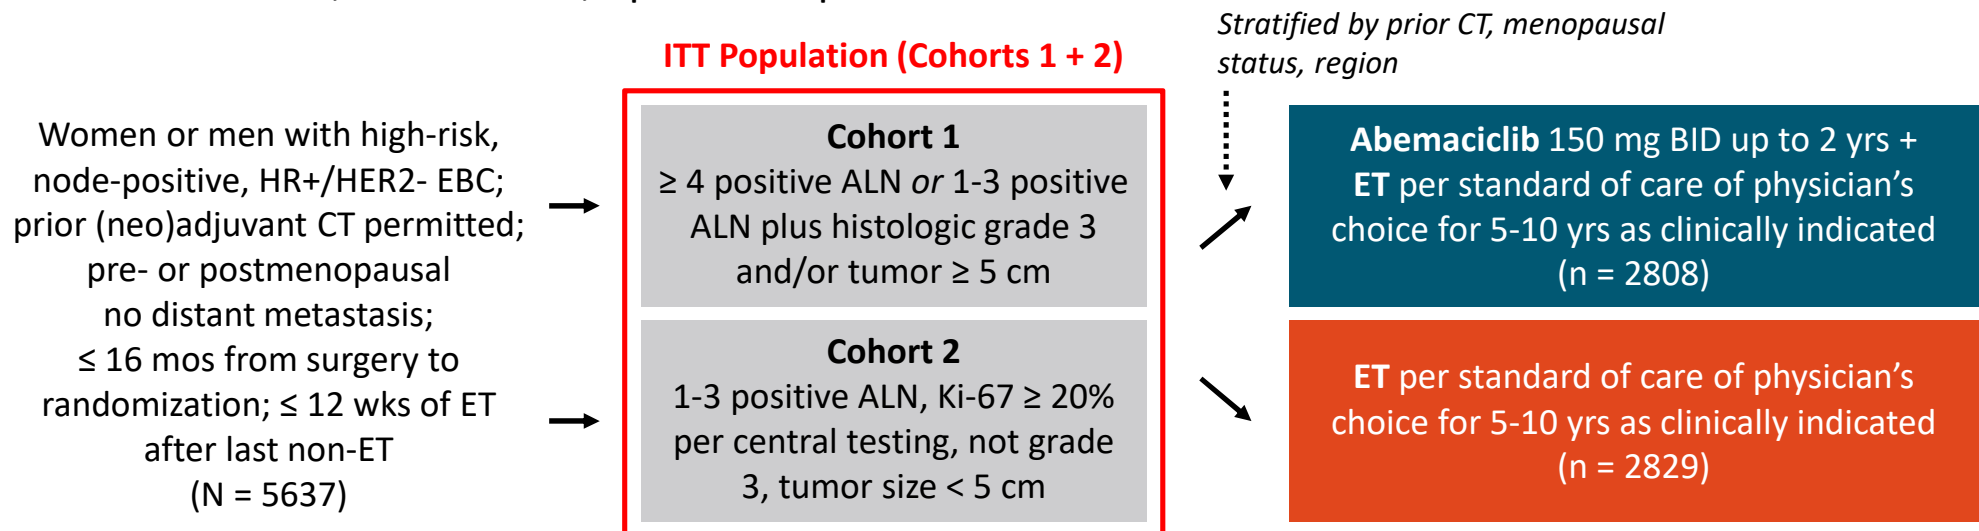 Stratified by prior CT, menopausal
status, region
ITT Population (Cohorts 1 + 2)
Women or men with high-risk,
node-positive, HR+/HER2- EBC;
prior (neo)adjuvant CT permitted;
pre- or postmenopausal
no distant metastasis;
≤ 16 mos from surgery to
randomization; ≤ 12 wks of ET
after last non-ET
(N = 5637)
Cohort 1
≥ 4 positive ALN or 1-3 positive
ALN plus histologic grade 3
and/or tumor ≥ 5 cm
Cohort 2
1-3 positive ALN, Ki-67 ≥ 20%
per central testing, not grade
3, tumor size < 5 cm
Abemaciclib 150 mg BID up to 2 yrs +
ET per standard of care of physician's
choice for 5-10 yrs as clinically indicated
(n = 2808)
ET per standard of care of physician's
choice for 5-10 yrs as clinically indicated
(n = 2829)